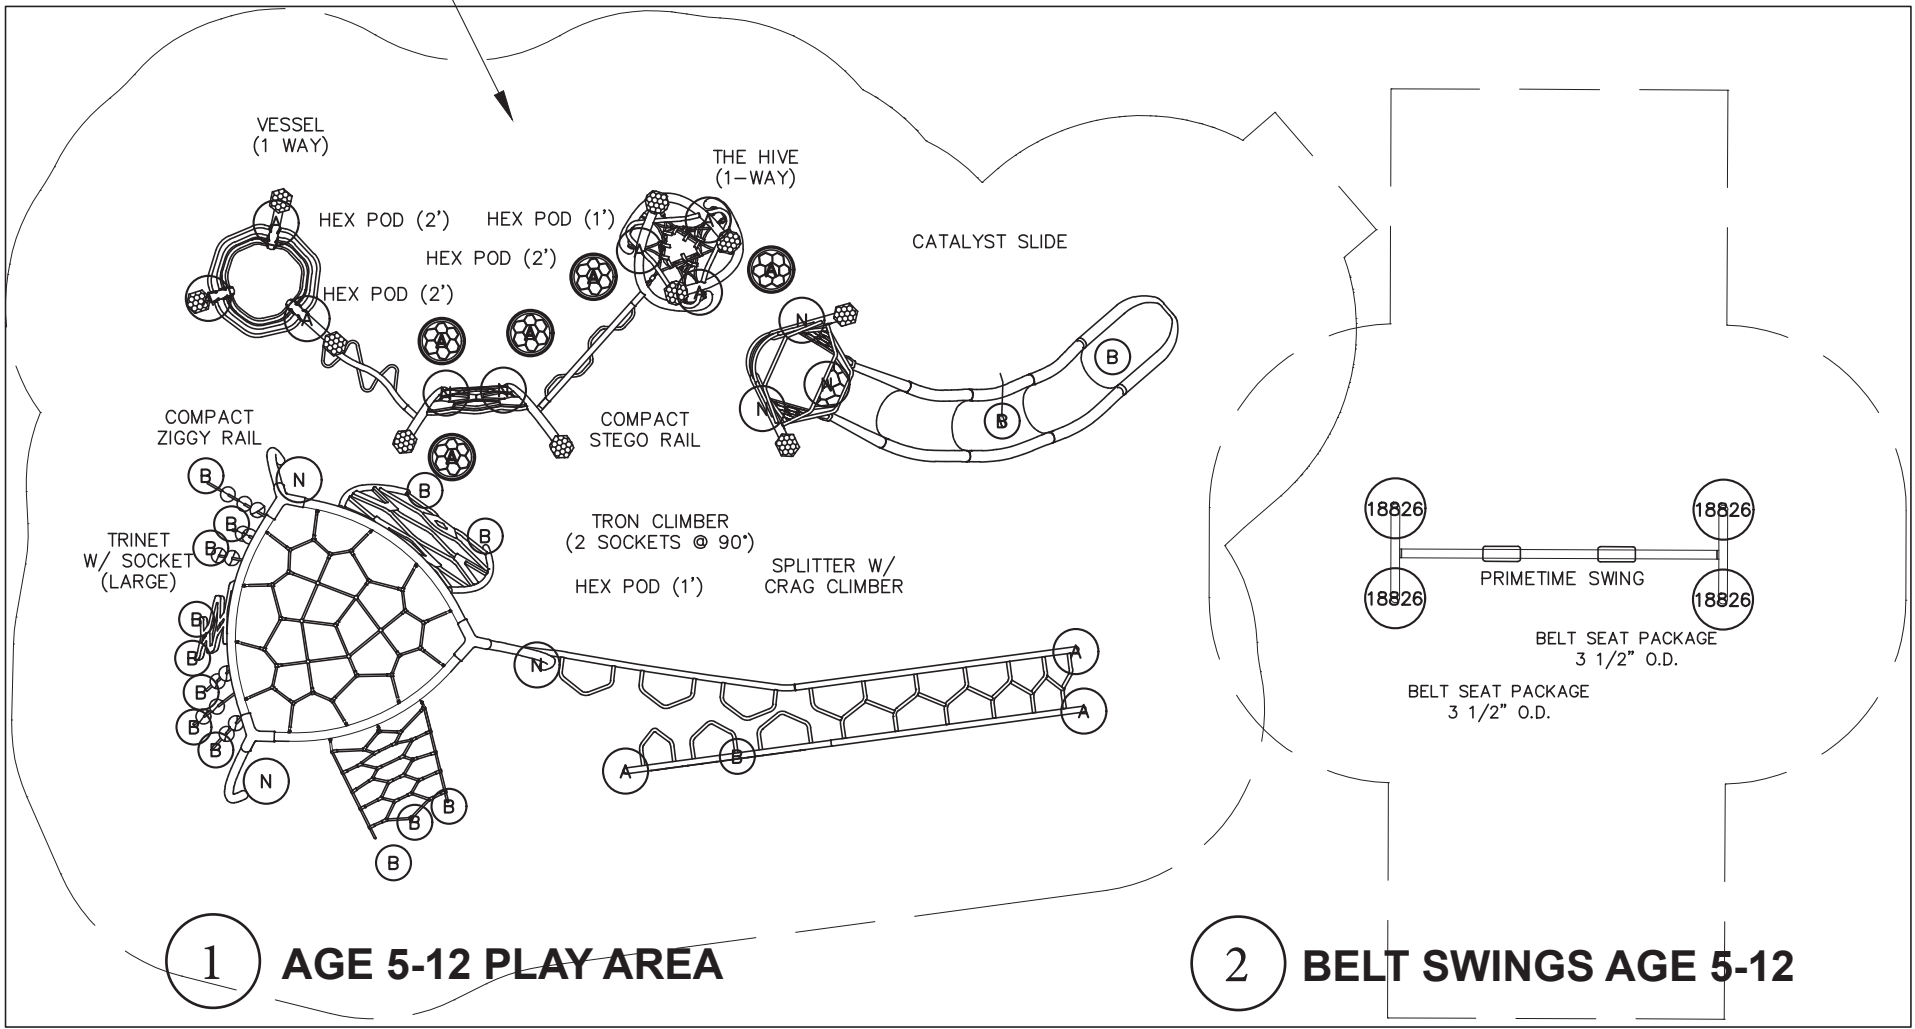 VESSEL
(1 WAY)
THE HIVE
(1-WAY)
HEX POD (2')
HEX POD (1')
HEX POD (2')
HEX POD (2')
CATALYST SLIDE
A
A
A
A
A
A
A
A
A
N
N
N
B
B
COMPACT
ZIGGY RAIL
COMPACT
STEGO RAIL
A
B
N
B
B
B
B
TRINET
W/ SOCKET
(LARGE)
TRON CLIMBER
(2 SOCKETS @ 90°)
HEX POD (1')
SPLITTER W/
CRAG CLIMBER
18826
18826
PRIMETIME SWING
18826
18826
BELT SEAT PACKAGE
3 1/2" O.D.
BELT SEAT PACKAGE
3 1/2" O.D.
B
B
B
B
B
N
N
A
A
A
B
B
B
B
1 AGE 5-12 PLAY AREA
2 BELT SWINGS AGE 5-12